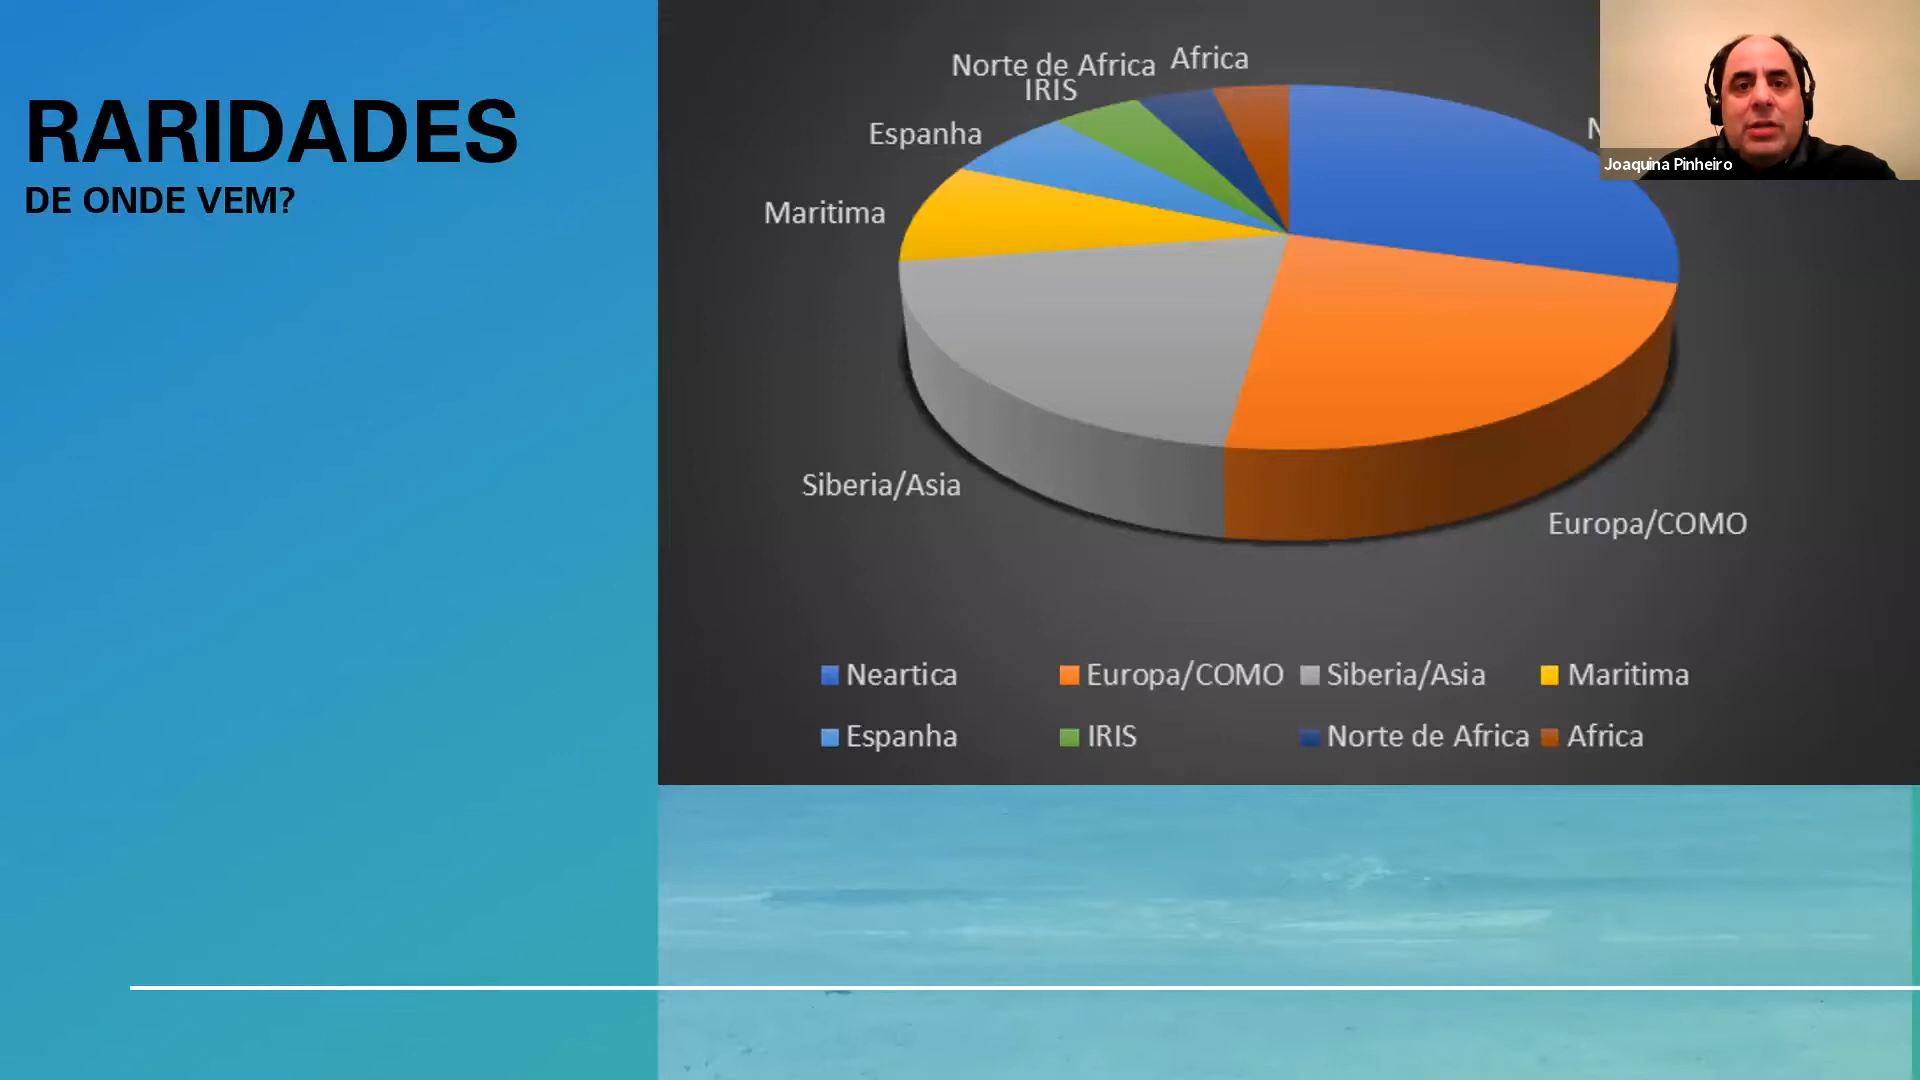 RARIDADES
DE ONDE VEM?
Norte de Africa
Africa
IRIS
Espanha
Maritima
Siberia/Asia
Europa/COMO
N
Joaquina Pinheiro
Neartica
Europa/COMO
Siberia/Asia
Maritima
Espanha
IRIS
Norte de Africa
Africa